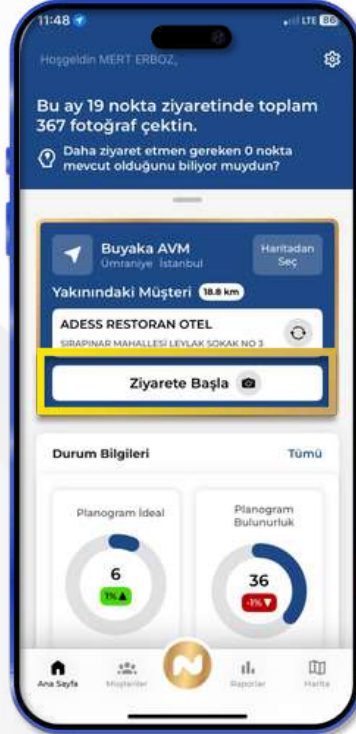 11:48
LTE 86
Hoşgeldin MERT ERBOZ,
Bu ay 19 nokta ziyaretinde toplam
367 fotoğraf çektin.
Daha ziyaret etmen gereken 0 nokta
mevcut olduğunu biliyor muydun?
Buyaka AVM
Ümraniye İstanbul
Haritadan
Seç
Yakınındaki Müşteri 18.8 km
ADESS RESTORAN OTEL
SIRAPINAR MAHALLESİ LEYLAK SOKAK NO 3
Ziyarete Başla
Durum Bilgileri
Tümü
Planogram İdeal
6
1% ▲
Planogram
Bulunurluk
36
-1% ▼
N
Ana Sayfa
Müşteriler
Raporlar
Harita